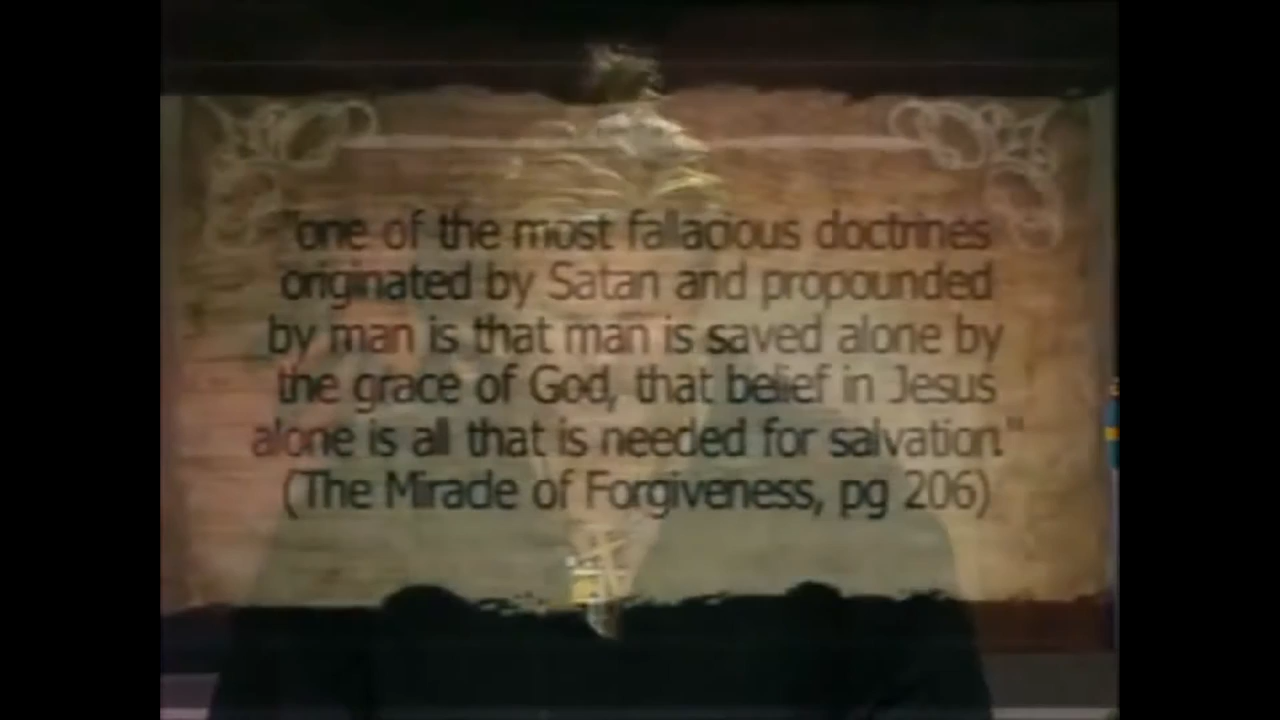 "one of the most fallacious doctrines
originated by Satan and propounded
by man is that man is saved alone by
the grace of God, that belief in Jesus
alone is all that is needed for salvation."
(The Miracle of Forgiveness, pg 206)